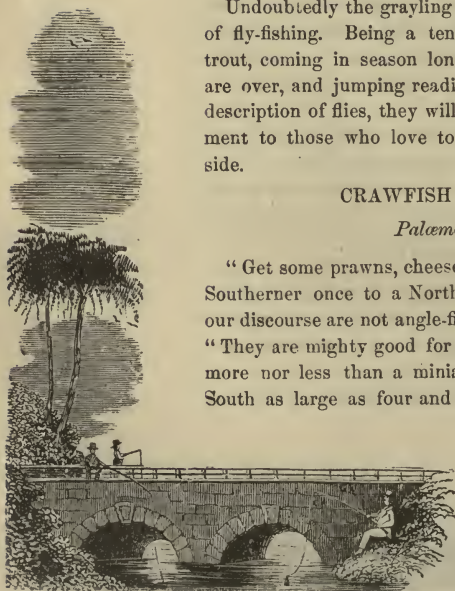 Undoubtedly the grayling
of fly-fishing. Being a ten
trout, coming in season lon
are over, and jumping readi
description of flies, they will
ment to those who love to
side.
CRAWFISH
Palæm
“ Get some prawns, cheese
Southerner once to a North
our discourse are not angle-fi
“ They are mighty good for
more nor less than a minia
South as large as four and